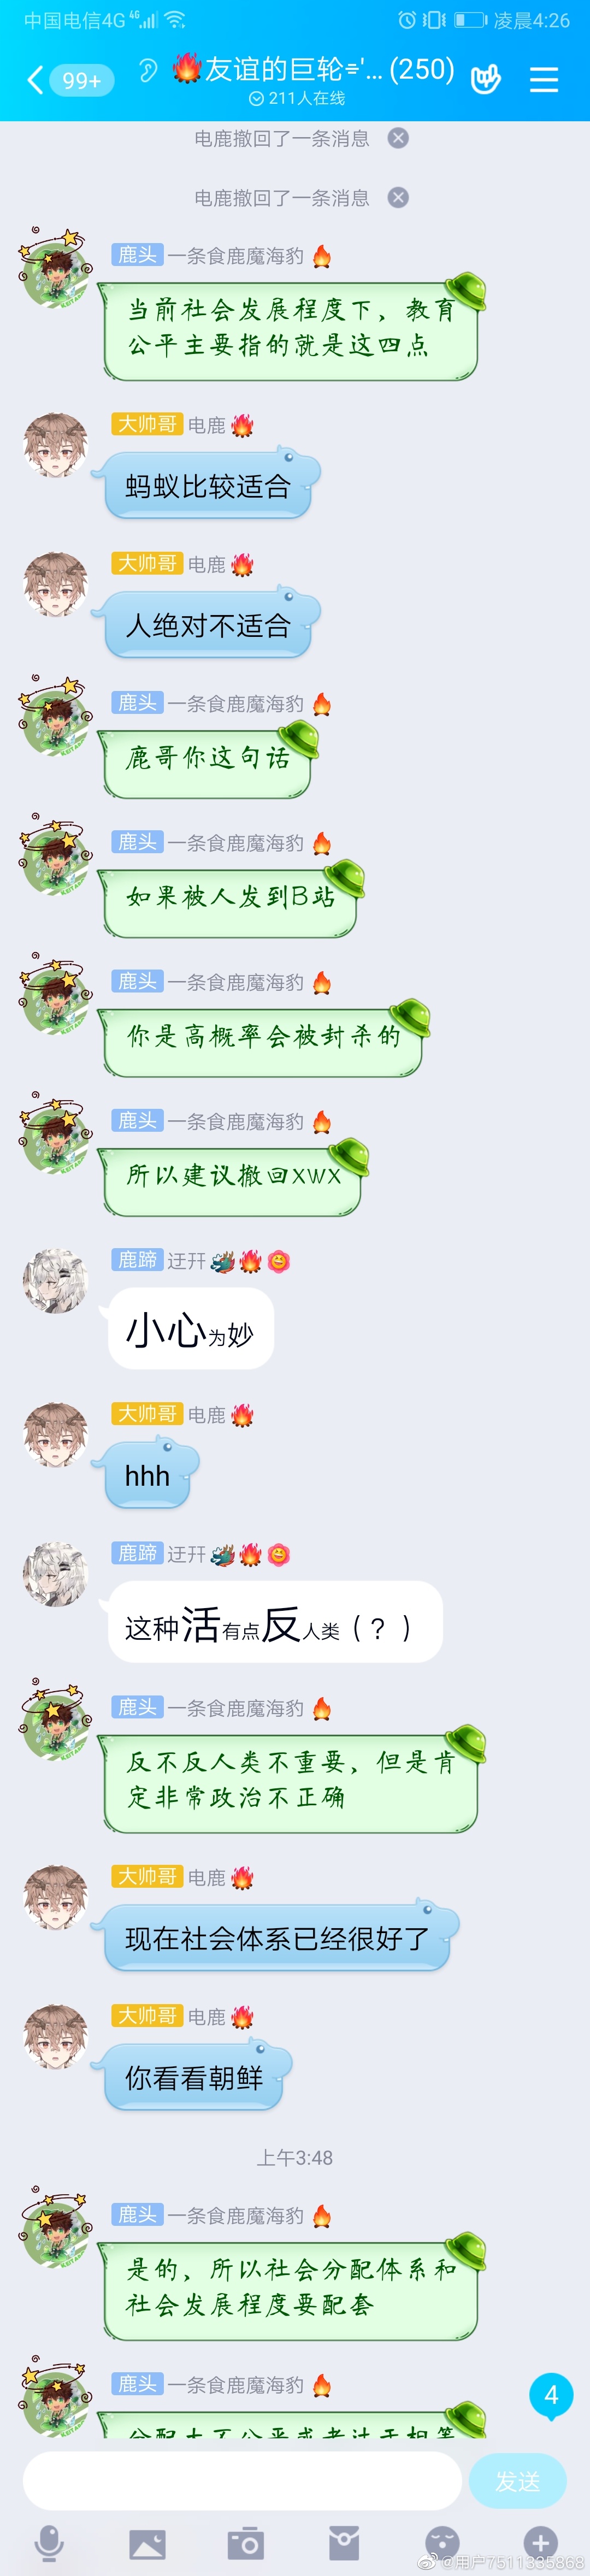 中国电信4G 4G 凌晨4:26
99+ 🔥友谊的巨轮='... (250)
211人在线
电鹿撤回了一条消息
电鹿撤回了一条消息
鹿头 一条食鹿魔海豹🔥
当前社会发展程度下，教育
公平主要指的就是这四点
大帅哥 电鹿🔥
蚂蚁比较适合
大帅哥 电鹿🔥
人绝对不适合
鹿头 一条食鹿魔海豹🔥
鹿哥你这句话
鹿头 一条食鹿魔海豹🔥
如果被人发到B站
鹿头 一条食鹿魔海豹🔥
你是高概率会被封杀的
鹿头 一条食鹿魔海豹🔥
所以建议撤回xwx
鹿蹄 迂幵🐲🔥
小心为妙
大帅哥 电鹿🔥
hhh
鹿蹄 迂幵🐲🔥
这种活有点反人类（？）
鹿头 一条食鹿魔海豹🔥
反不反人类不重要，但是肯
定非常政治不正确
大帅哥 电鹿🔥
现在社会体系已经很好了
大帅哥 电鹿🔥
你看看朝鲜
上午3:48
鹿头 一条食鹿魔海豹🔥
是的，所以社会分配体系和
社会发展程度要配套
鹿头 一条食鹿魔海豹🔥
4
分配大不公平或者过于相等
发送
@用户7511335868